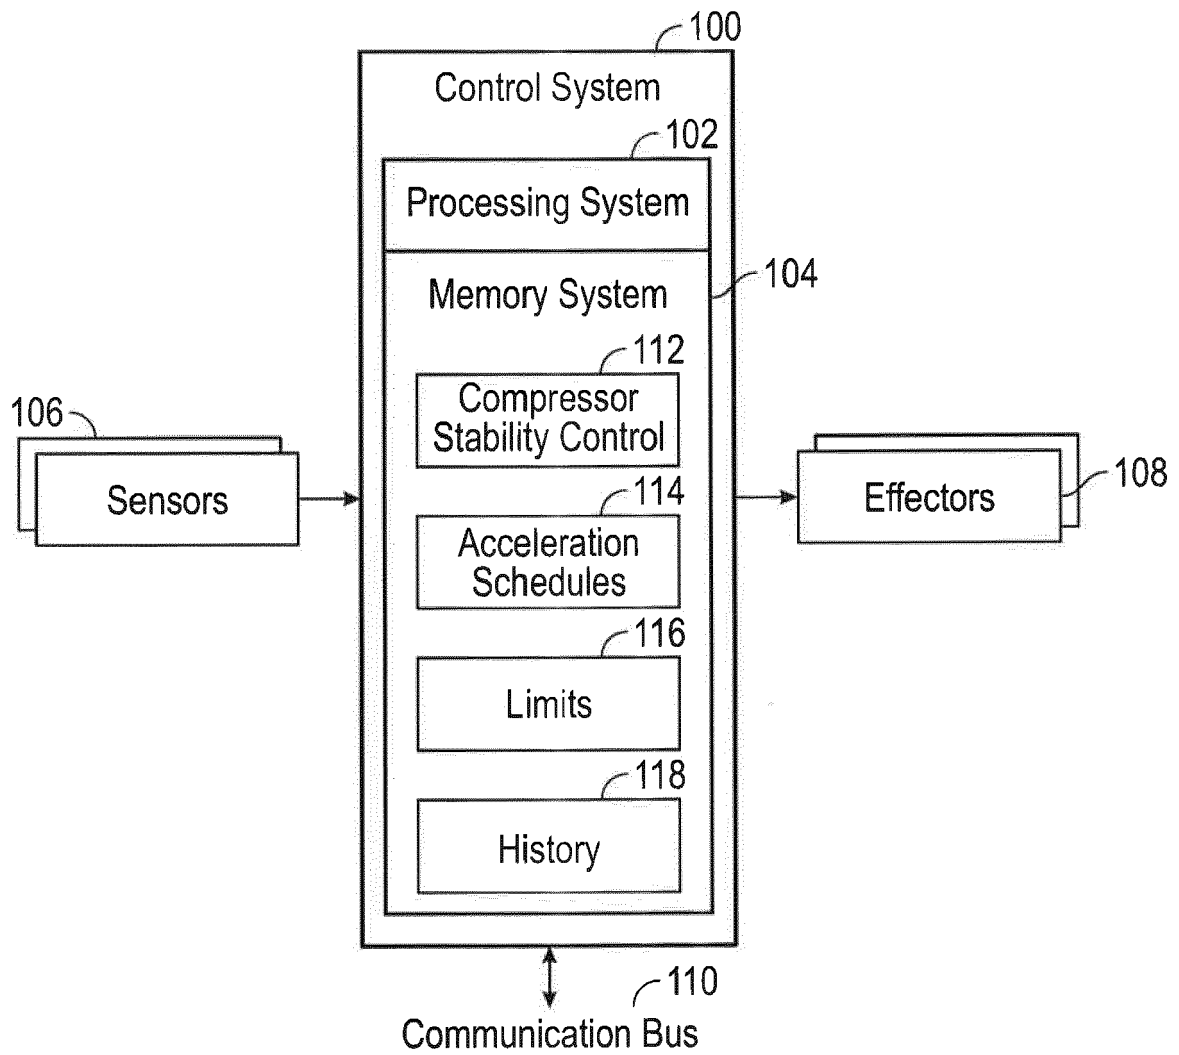 100
Control System
102
Processing System
104
Memory System
112
Compressor
Stability Control
106
Sensors
114
Acceleration
Schedules
108
Effectors
116
Limits
118
History
110
Communication Bus